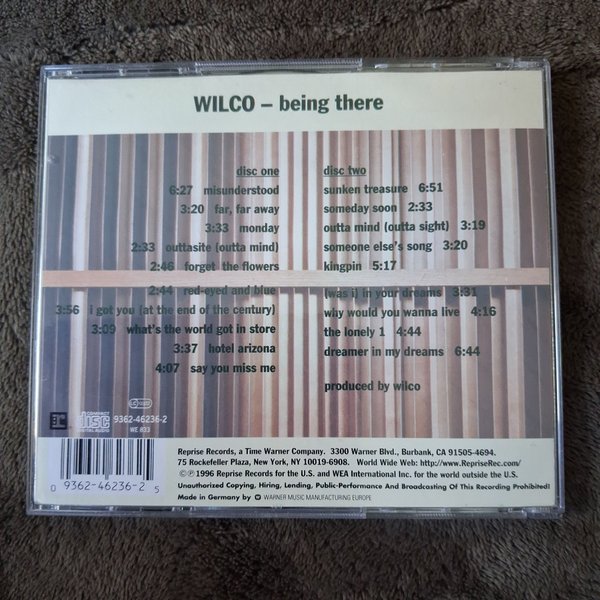 WILCO – being there
disc one
6:27 misunderstood
3:20 far, far away
3:33 monday
2:33 outtasite (outta mind)
2:46 forget the flowers
2:44 red-eyed and blue
3:56 i got you (at the end of the century)
3:09 what's the world got in store
3:37 hotel arizona
4:07 say you miss me
disc two
sunken treasure 6:51
someday soon 2:33
outta mind (outta sight) 3:19
someone else's song 3:20
kingpin 5:17
(was i) in your dreams 3:31
why would you wanna live 4:16
the lonely 1 4:44
dreamer in my dreams 6:44
produced by wilco
COMPACT
disc
DIGITAL AUDIO
9362-46236-2
WE 833
Reprise Records, a Time Warner Company. 3300 Warner Blvd., Burbank, CA 91505-4694.
75 Rockefeller Plaza, New York, NY 10019-6908. World Wide Web: http://www.RepriseRec.com/
©℗1996 Reprise Records for the U.S. and WEA International Inc. for the world outside the U.S.
Unauthorized Copying, Hiring, Lending, Public-Performance And Broadcasting Of This Recording Prohibited!
Made in Germany by WARNER MUSIC MANUFACTURING EUROPE
0 9362-46236-2 5